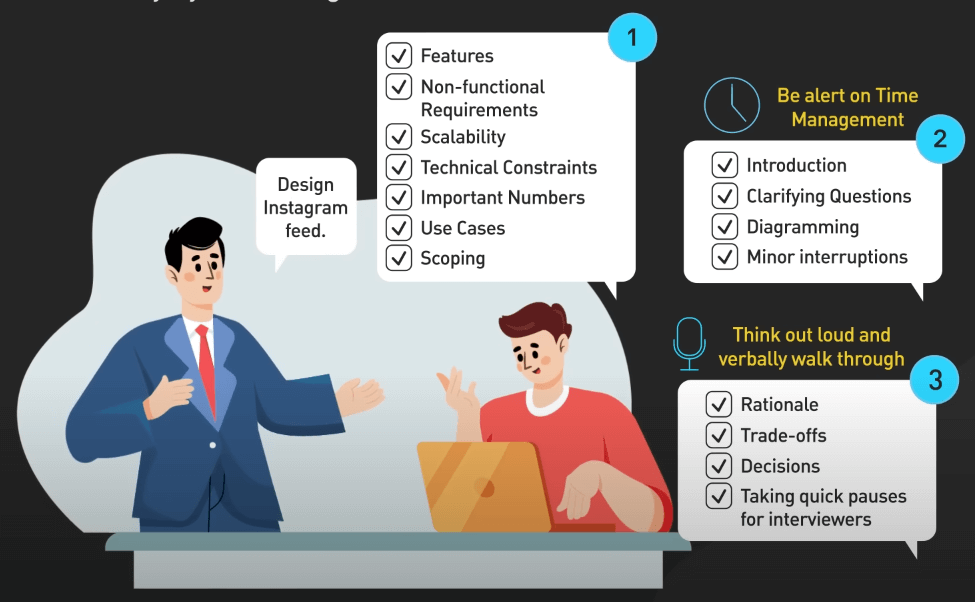 Design
Instagram
feed.
1
Features
Non-functional
Requirements
Scalability
Technical Constraints
Important Numbers
Use Cases
Scoping
Be alert on Time
Management
2
Introduction
Clarifying Questions
Diagramming
Minor interruptions
Think out loud and
verbally walk through
3
Rationale
Trade-offs
Decisions
Taking quick pauses
for interviewers